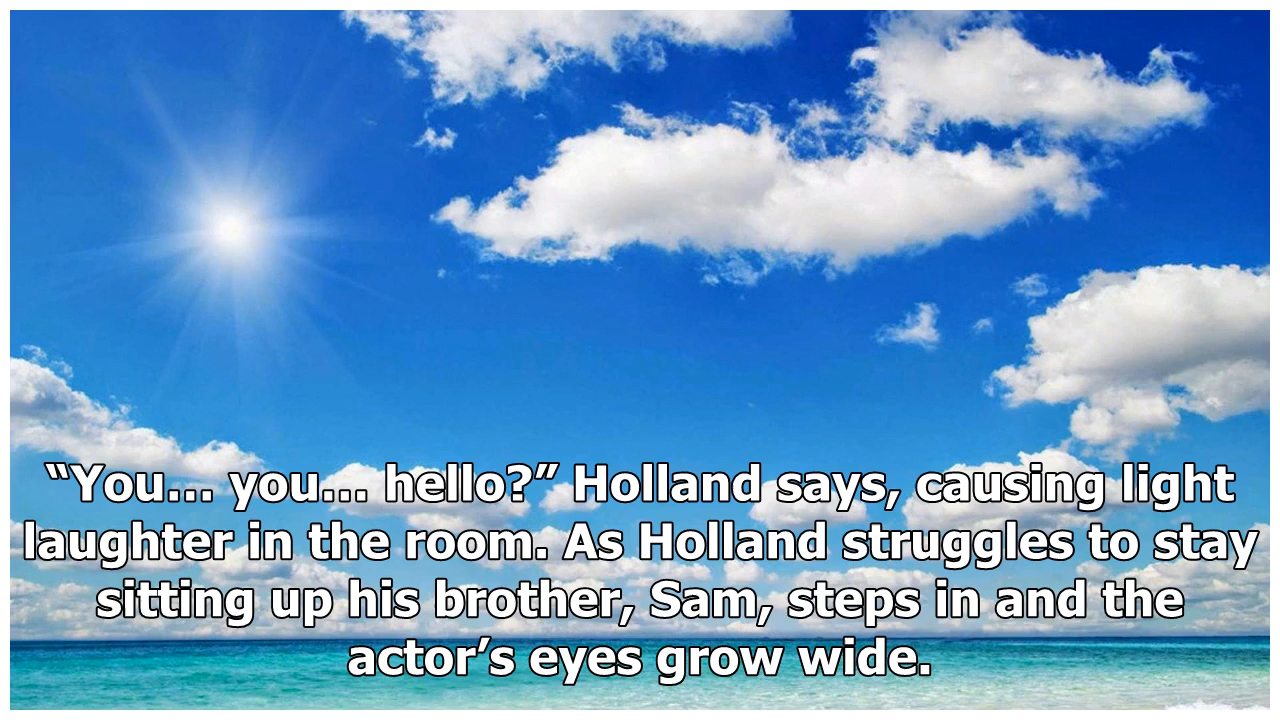 “You... you... hello?” Holland says, causing light
laughter in the room. As Holland struggles to stay
sitting up his brother, Sam, steps in and the
actor’s eyes grow wide.